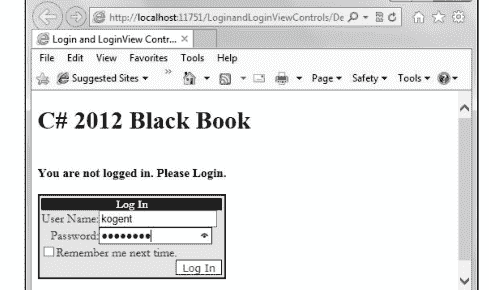 http://localhost:11751/LoginandLoginViewControls/De
Login and LoginView Contr...
File Edit View Favorites Tools Help
Suggested Sites Page Safety Tools
C# 2012 Black Book
You are not logged in. Please Login.
Log In
User Name: kogent
Password: ••••••••
Remember me next time.
Log In